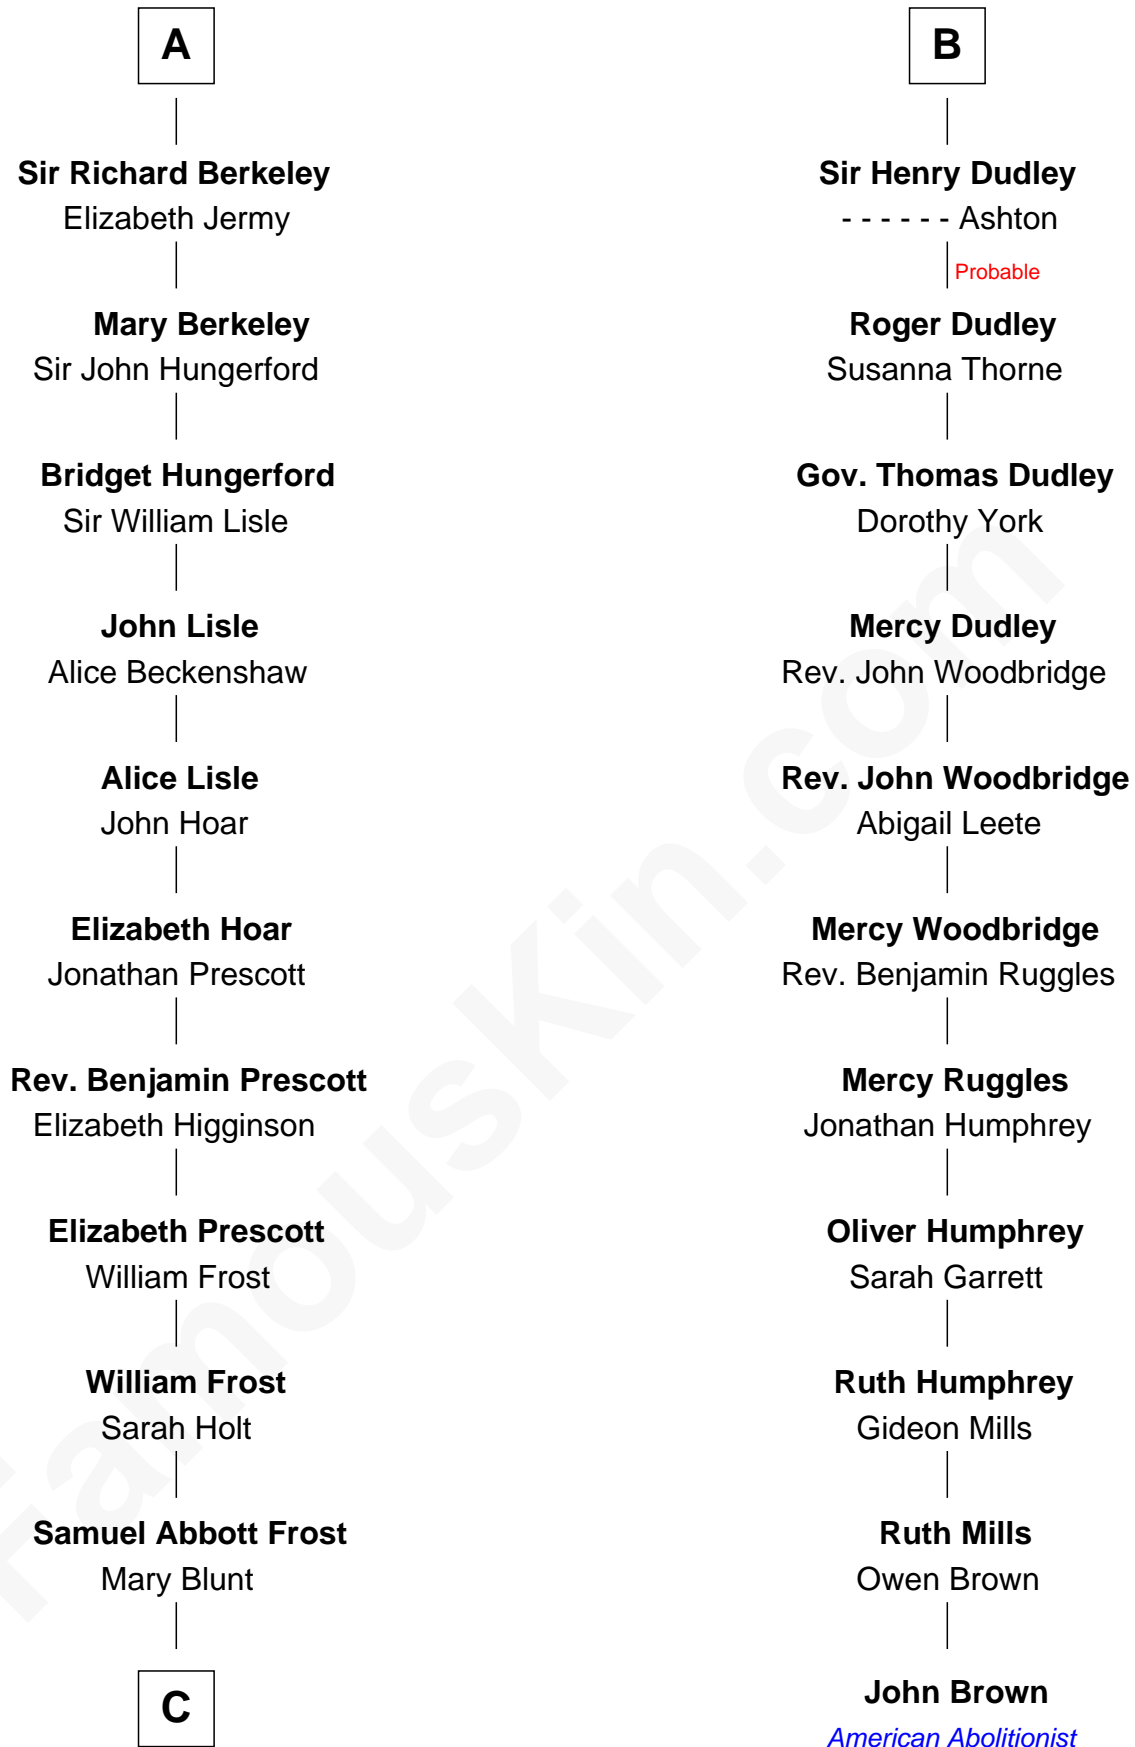 A
Sir Richard Berkeley
Elizabeth Jermy
Mary Berkeley
Sir John Hungerford
Bridget Hungerford
Sir William Lisle
John Lisle
Alice Beckenshaw
Alice Lisle
John Hoar
Elizabeth Hoar
Jonathan Prescott
Rev. Benjamin Prescott
Elizabeth Higginson
Elizabeth Prescott
William Frost
William Frost
Sarah Holt
Samuel Abbott Frost
Mary Blunt
C
B
Sir Henry Dudley
- - - - - - Ashton
Probable
Roger Dudley
Susanna Thorne
Gov. Thomas Dudley
Dorothy York
Mercy Dudley
Rev. John Woodbridge
Rev. John Woodbridge
Abigail Leete
Mercy Woodbridge
Rev. Benjamin Ruggles
Mercy Ruggles
Jonathan Humphrey
Oliver Humphrey
Sarah Garrett
Ruth Humphrey
Gideon Mills
Ruth Mills
Owen Brown
John Brown
American Abolitionist
FamousKin.com